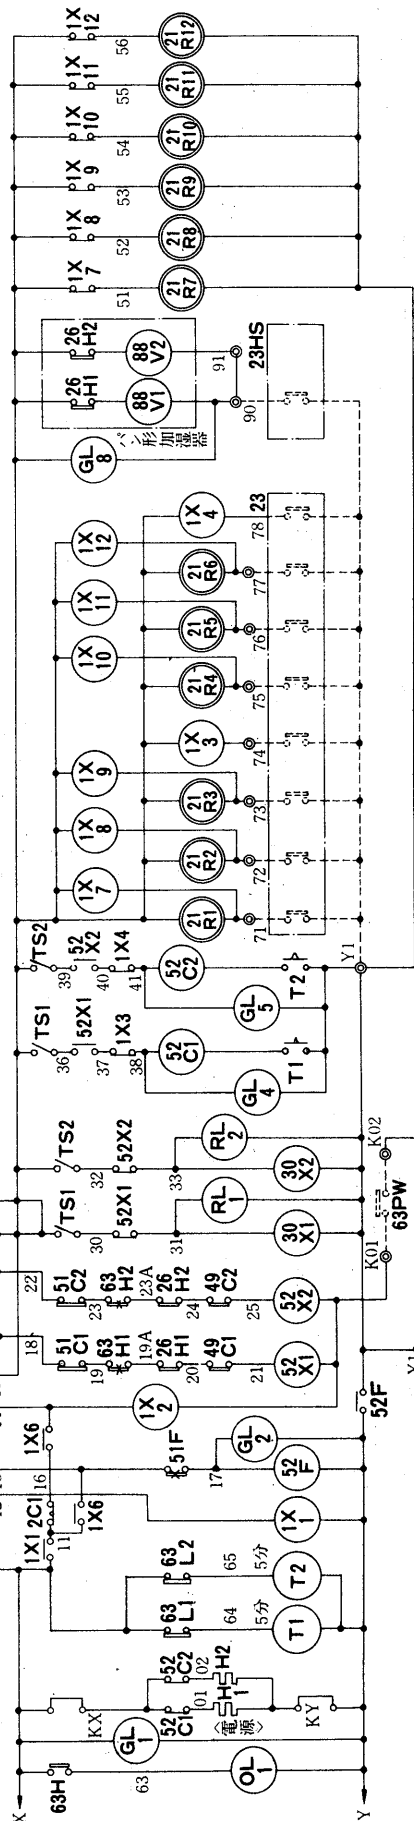 1X
12
56
21
R12
1X
11
55
21
R11
1X
10
54
21
R10
1X
9
53
21
R9
1X
8
52
21
R8
1X
7
51
21
R7
26
H2
88
V2
91
26
H1
88
V1
90
23HS
パン形加湿器
GL
8
1X
4
78
23
1X
12
21
R6
77
1X
11
21
R5
76
1X
10
21
R4
75
1X
3
74
1X
9
21
R3
73
1X
8
21
R2
72
1X
7
21
R1
71
TS2
39
52
X2
40
1X4
41
52
C2
T2
Y1
GL
5
TS1
36
52X1
37
1X3
38
52
C1
T1
GL
4
TS2
32
52X2
33
RL
2
30
X2
K02
63PW
TS1
30
52X1
31
RL
1
30
X1
K01
22
51
C2
23
63
H2
23A
26
H2
24
49
C2
25
52
X2
18
51
C1
19
63
H1
19A
26
H1
20
49
C1
21
52
X1
1X
2
52F
1X6
16
51F
17
GL
2
52
F
1X1
2C1
11
1X6
1X
1
63
L2
65
5分
T2
63
L1
64
5分
T1
52
C2
02
H2
KX
52
C1
01
H
1
〈電源〉
KY
GL
1
63H
63
OL
1
X
Y